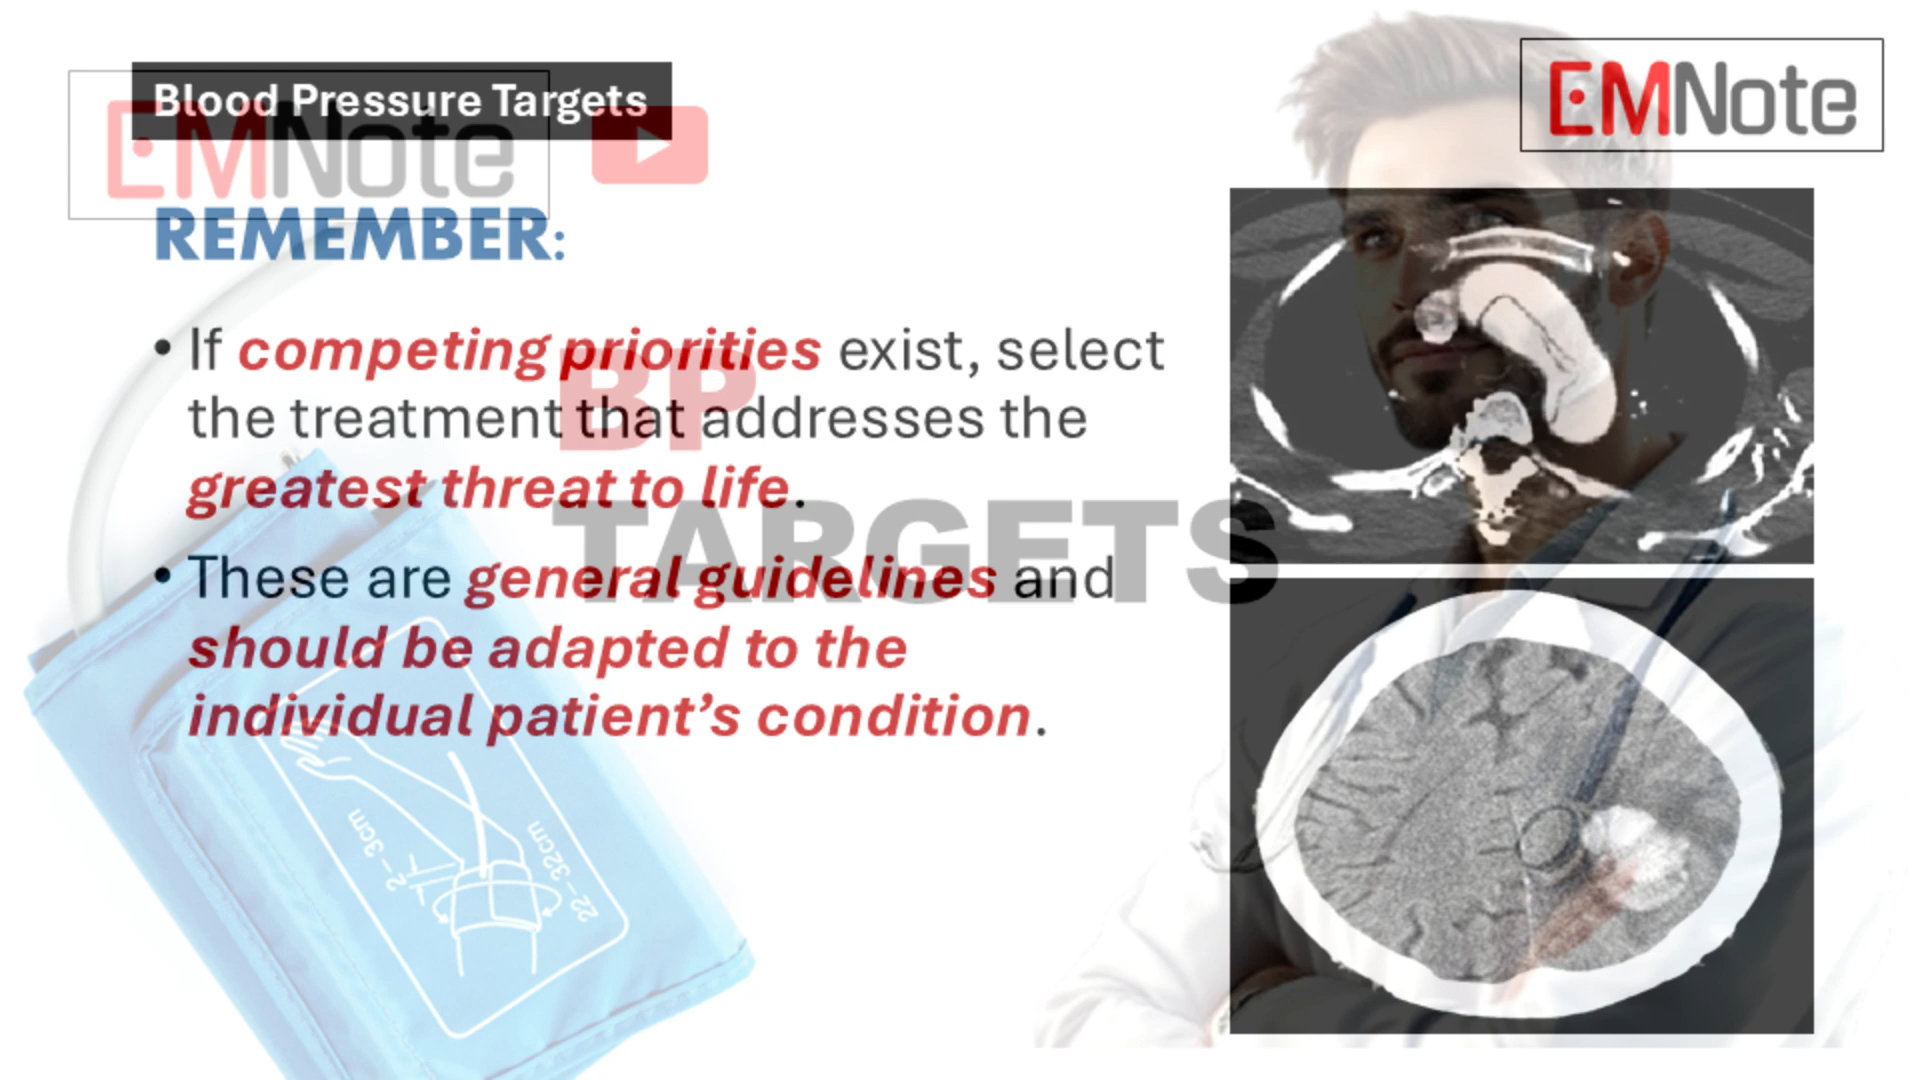 Blood Pressure Targets
EMNote
EMNote
REMEMBER:
• If competing priorities exist, select
the treatment that addresses the
greatest threat to life.
• These are general guidelines and
should be adapted to the
individual patient’s condition.
BP
TARGETS
2–3cm
22–32cm